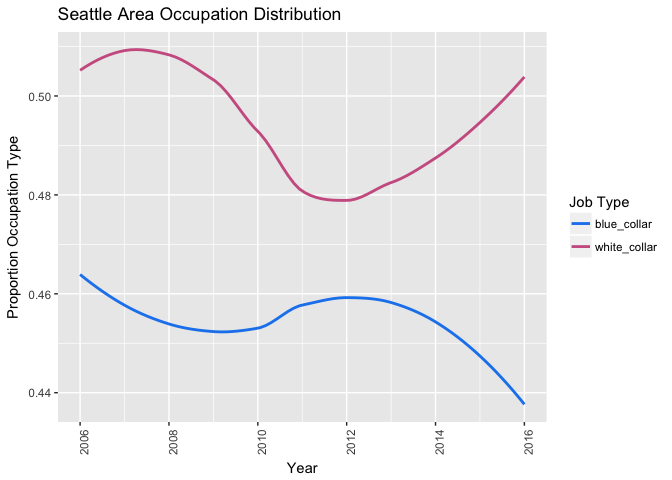 Seattle Area Occupation Distribution
Proportion Occupation Type
0.50
0.48
0.46
0.44
2006
2008
2010
2012
2014
2016
Year
Job Type
blue_collar
white_collar